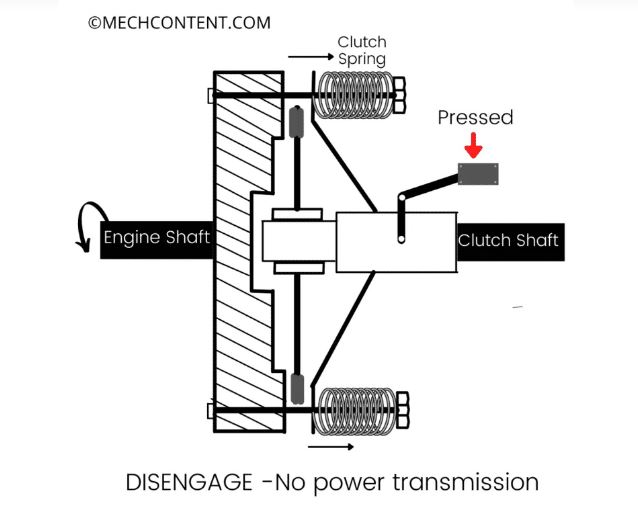 ©MECHCONTENT.COM
Clutch
Spring
Pressed
Engine Shaft
Clutch Shaft
DISENGAGE -No power transmission